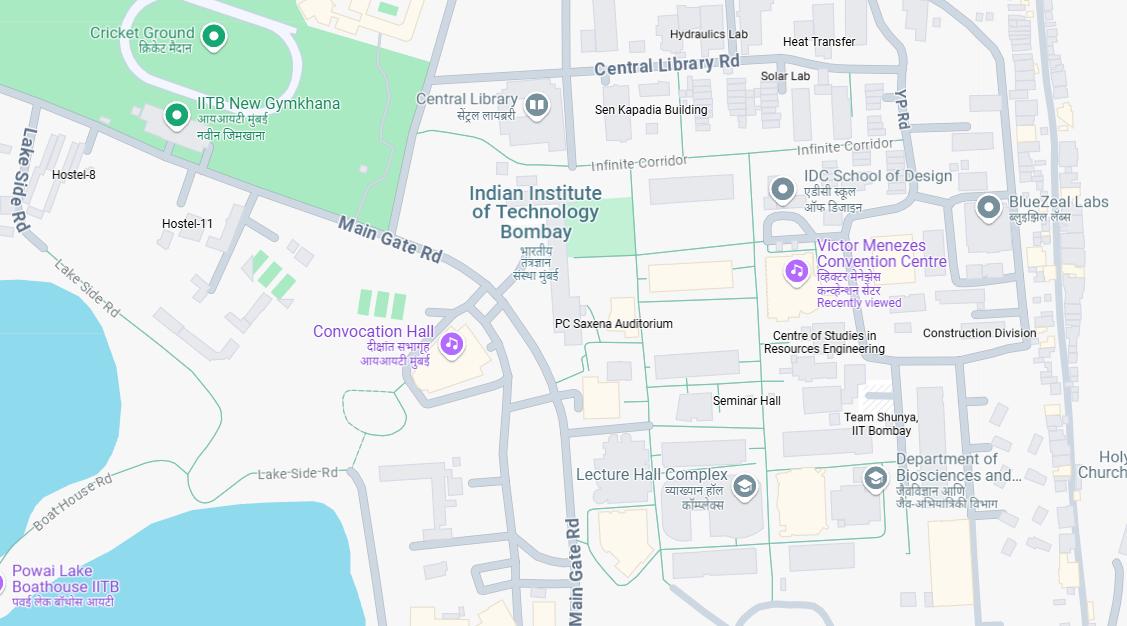 Cricket Ground
क्रिकेट मैदान
Hydraulics Lab
Heat Transfer
Central Library Rd
Solar Lab
IITB New Gymkhana
आयआयटी मुंबई
नवीन जिमखाना
Central Library
सेंट्रल लायब्ररी
Sen Kapadia Building
YP Rd
Lake Side Rd
Hostel-8
Infinite Corridor
Infinite Corridor
IDC School of Design
एडीसी स्कूल
ऑफ डिजाइन
BlueZeal Labs
ब्लुझिल लॅब्स
Indian Institute
of Technology
Bombay
भारतीय
तंत्रज्ञान
संस्था मुंबई
Hostel-11
Main Gate Rd
Victor Menezes
Convention Centre
व्हिक्टर मेनेझेस
कन्व्हेन्शन सेंटर
Recently viewed
Lake Side Rd
PC Saxena Auditorium
Convocation Hall
दीक्षांत सभागृह
आयआयटी मुंबई
Centre of Studies in
Resources Engineering
Construction Division
Seminar Hall
Team Shunya,
IIT Bombay
Lake Side Rd
Boat House Rd
Lecture Hall Complex
व्याख्यान हॉल
कॉम्प्लेक्स
Department of
Biosciences and...
जैवविज्ञान आणि
जैव-अभियांत्रिकी विभाग
Holy
Church
Main Gate Rd
Powai Lake
Boathouse IITB
पवई लेक बोटहाउस आयटी